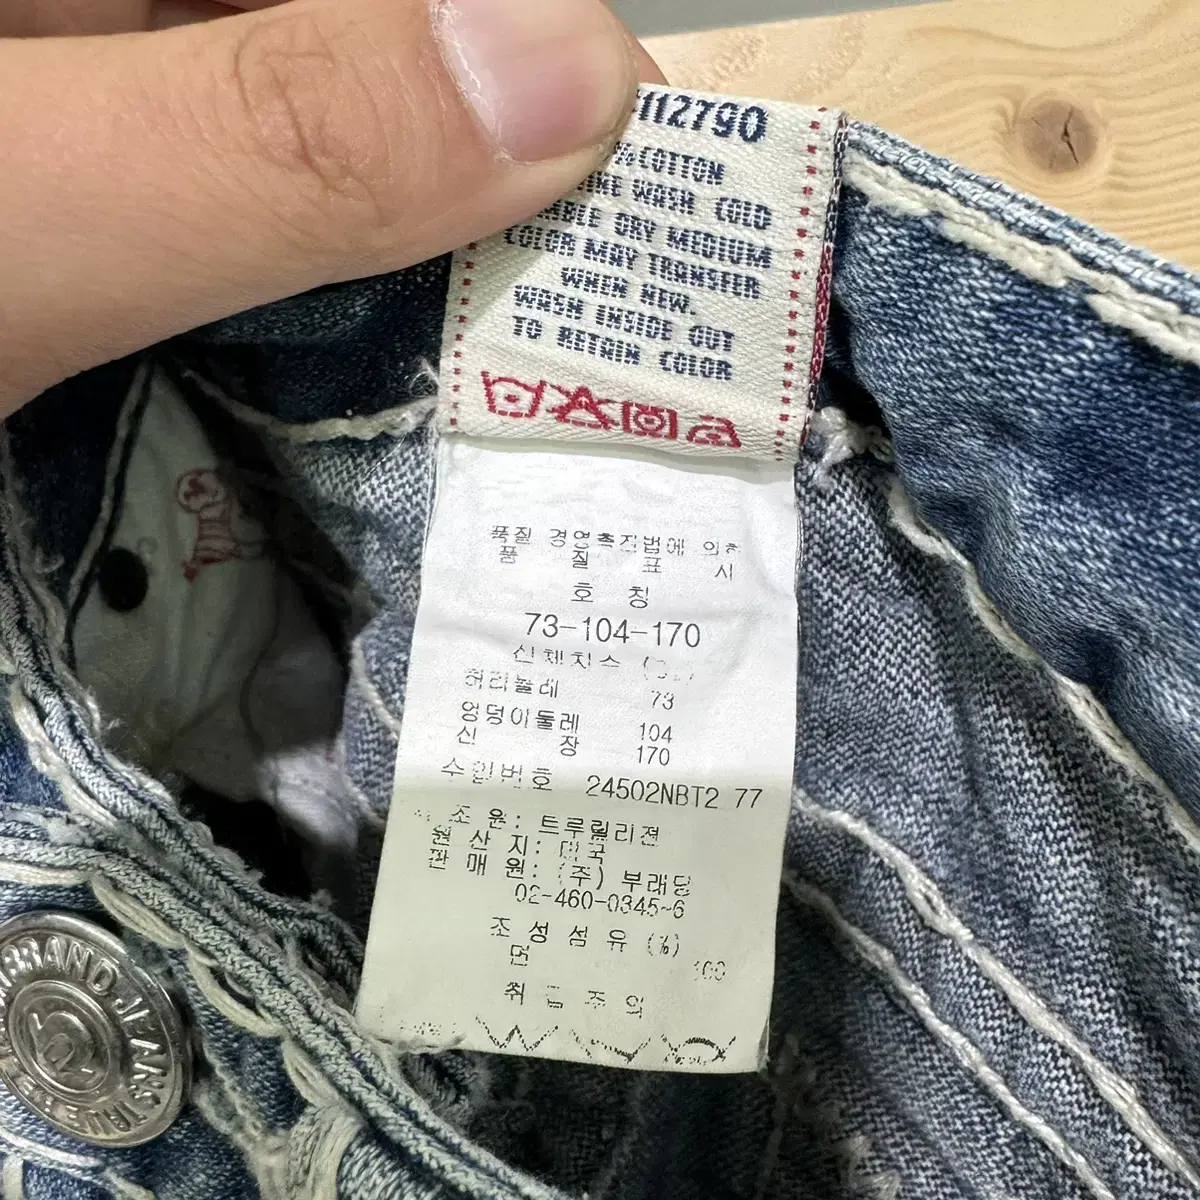 112790
%COTTON
WASH COLD
DRY MEDIUM
COLOR MAY TRANSFER
WHEN NEW.
WASH INSIDE OUT
TO RETAIN COLOR
품질 경영촉진법에 의한
품 질 표 시
호 칭
73-104-170
신체치수
허리둘레 73
엉덩이둘레 104
신 장 170
수입번호 24502NBT2 77
조 원: 트루릴리젼
원 산 지: 미국
판 매 원: (주) 부래딩
02-460-0345~6
조 성 섬 유 (%)
면 100
취 급 주 의
BRAND JEANS TRUE